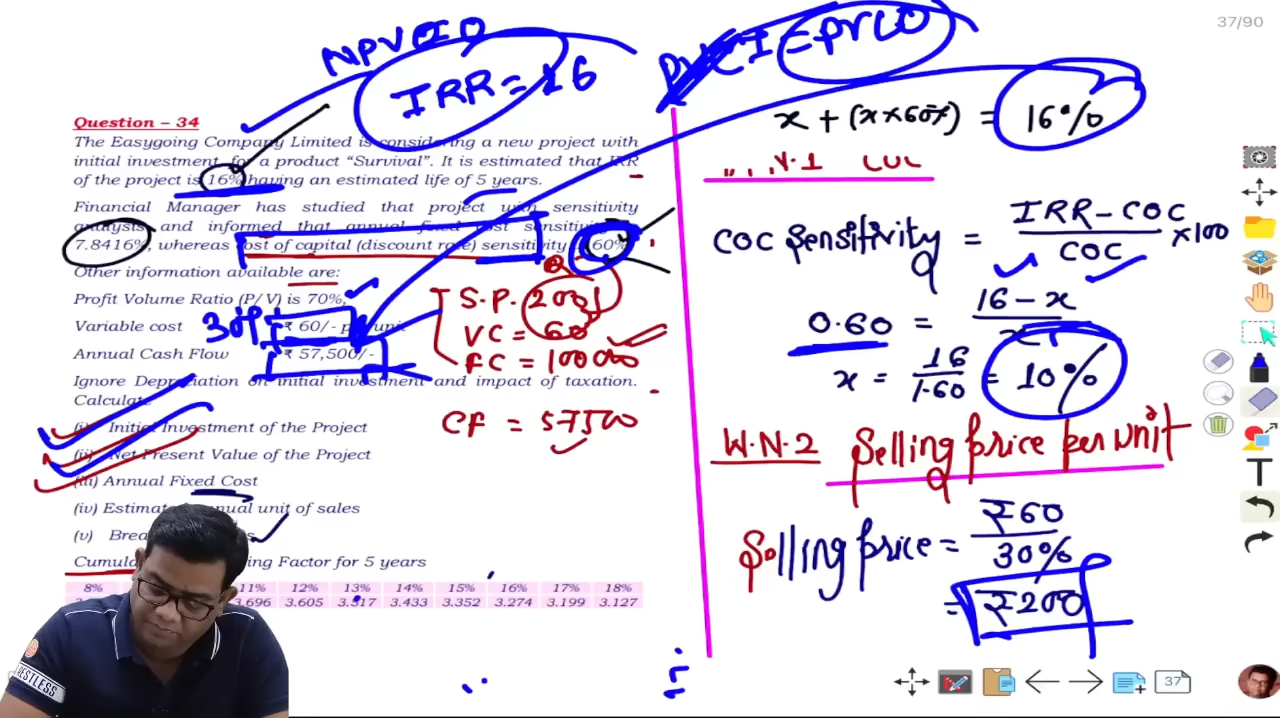 37/90
NPV
IRR = 16
= PVCO
x + (x × 60%) = 16%
Question – 34
The Easygoing Company Limited is considering a new project with
initial investment, for a product "Survival". It is estimated that IRR
of the project is 16% having an estimated life of 5 years.
Financial Manager has studied that project with sensitivity
analysis and informed that annual fixed cost sensitivity
7.8416%, whereas cost of capital (discount rate) sensitivity 60%
Other information available are:
Profit Volume Ratio (P/V) is 70%,
Variable cost ₹ 60/- per unit
Annual Cash Flow ₹ 57,500/-
Ignore Depreciation on initial investment and impact of taxation.
Calculate
(i) Initial Investment of the Project
(ii) Net Present Value of the Project
(iii) Annual Fixed Cost
(iv) Estimated annual unit of sales
(v)
Factor for 5 years
8% 11% 12% 13% 14% 15% 16% 17% 18%
3.696 3.605 3.517 3.433 3.352 3.274 3.199 3.127
30%
S.P. 200
VC = 60
FC = 100000
CF = 57500
COC Sensitivity = IRR – COC / COC × 100
0.60 = 16 – x / x
x = 16 / 1.60 = 10%
W.N.2 Selling price per unit
Selling price = ₹60 / 30%
= ₹200
37
RESTLESS